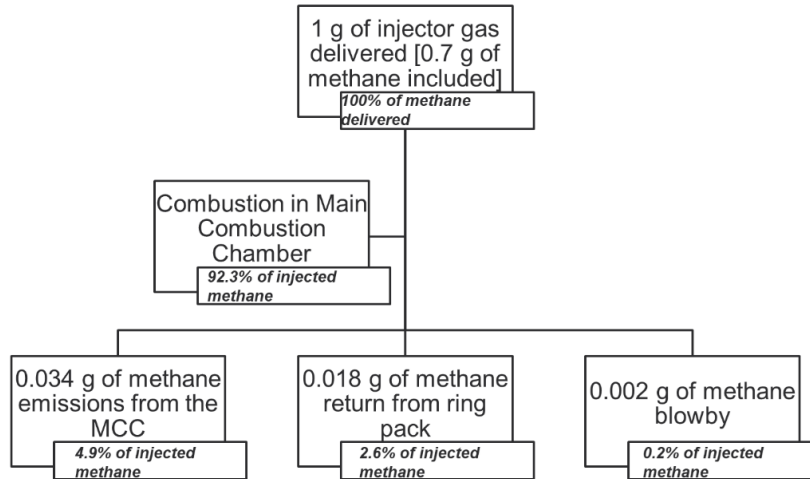 1 g of injector gas
delivered [0.7 g of
methane included]
100% of methane
delivered
Combustion in Main
Combustion
Chamber
92.3% of injected
methane
0.034 g of methane
emissions from the
MCC
4.9% of injected
methane
0.018 g of methane
return from ring
pack
2.6% of injected
methane
0.002 g of methane
blowby
0.2% of injected
methane